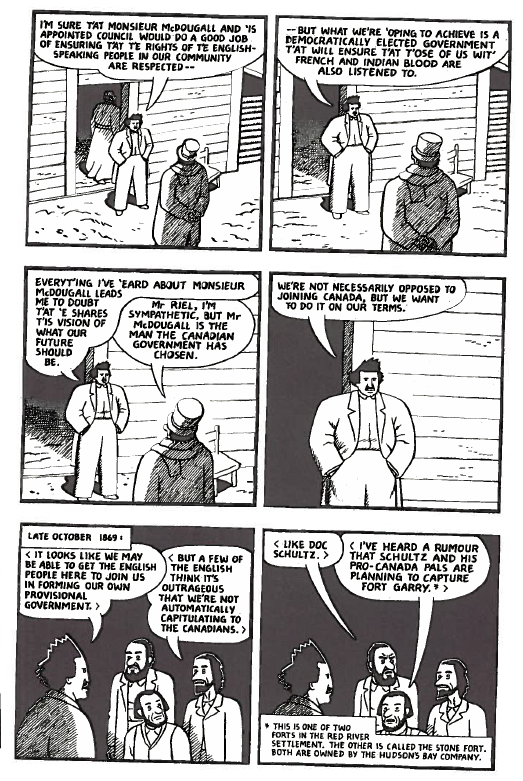 I'M SURE T'AT MONSIEUR McDOUGALL AND 'IS
APPOINTED COUNCIL WOULD DO A GOOD JOB
OF ENSURING T'AT T'E RIGHTS OF T'E ENGLISH-
SPEAKING PEOPLE IN OUR COMMUNITY
ARE RESPECTED --
-- BUT WHAT WE'RE 'OPING TO ACHIEVE IS A
DEMOCRATICALLY ELECTED GOVERNMENT
T'AT WILL ENSURE T'AT T'OSE OF US WIT'
FRENCH AND INDIAN BLOOD ARE
ALSO LISTENED TO.
EVERYT'ING I'VE 'EARD ABOUT MONSIEUR
McDOUGALL LEADS
ME TO DOUBT
T'AT 'E SHARES
T'IS VISION OF
WHAT OUR
FUTURE
SHOULD
BE.
Mr RIEL, I'M
SYMPATHETIC, BUT Mr
McDOUGALL IS THE
MAN THE CANADIAN
GOVERNMENT HAS
CHOSEN.
WE'RE NOT NECESSARILY OPPOSED TO
JOINING CANADA, BUT WE WANT
TO DO IT ON OUR TERMS.
LATE OCTOBER 1869:
< IT LOOKS LIKE WE MAY
BE ABLE TO GET THE ENGLISH
PEOPLE HERE TO JOIN US
IN FORMING OUR OWN
PROVISIONAL
GOVERNMENT. >
< BUT A FEW OF
THE ENGLISH
THINK IT'S
OUTRAGEOUS
THAT WE'RE NOT
AUTOMATICALLY
CAPITULATING TO
THE CANADIANS. >
< LIKE DOC
SCHULTZ. >
< I'VE HEARD A RUMOUR
THAT SCHULTZ AND HIS
PRO-CANADA PALS ARE
PLANNING TO CAPTURE
FORT GARRY.* >
* THIS IS ONE OF TWO
FORTS IN THE RED RIVER
SETTLEMENT. THE OTHER IS CALLED THE STONE FORT.
BOTH ARE OWNED BY THE HUDSON'S BAY COMPANY.